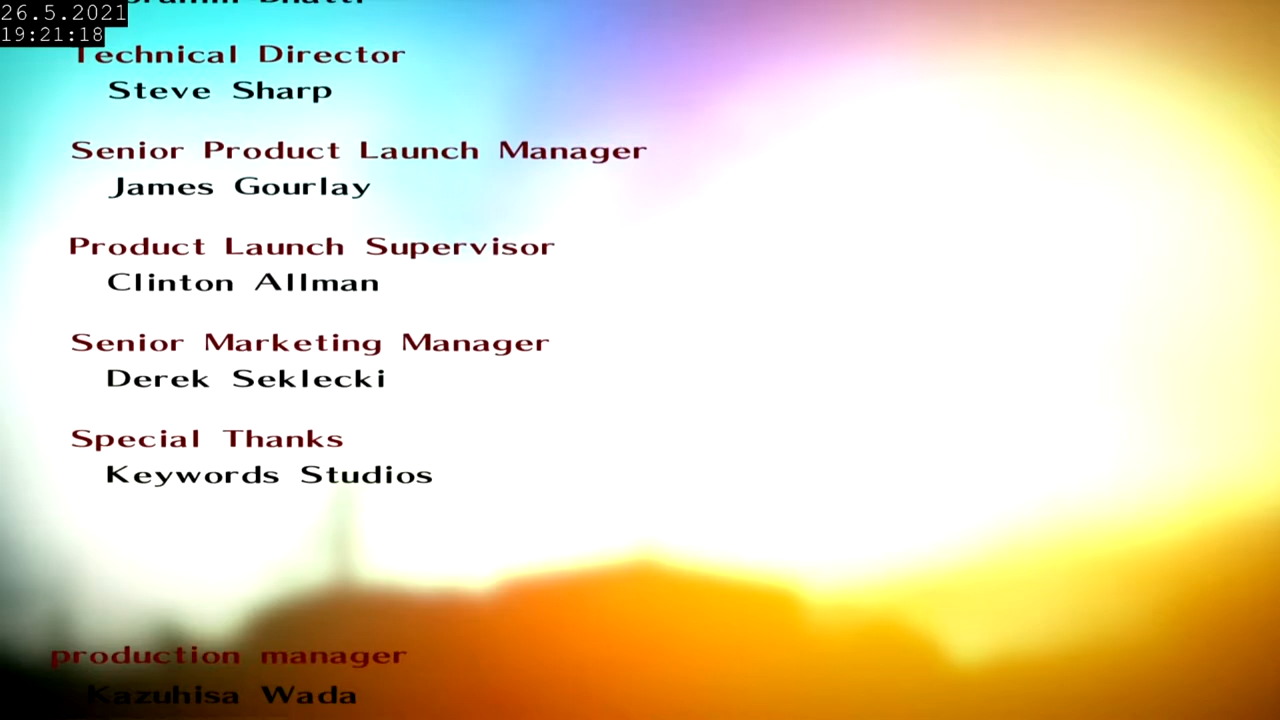 26.5.2021
19:21:18
Technical Director
Steve Sharp
Senior Product Launch Manager
James Gourlay
Product Launch Supervisor
Clinton Allman
Senior Marketing Manager
Derek Seklecki
Special Thanks
Keywords Studios
production manager
Kazuhisa Wada